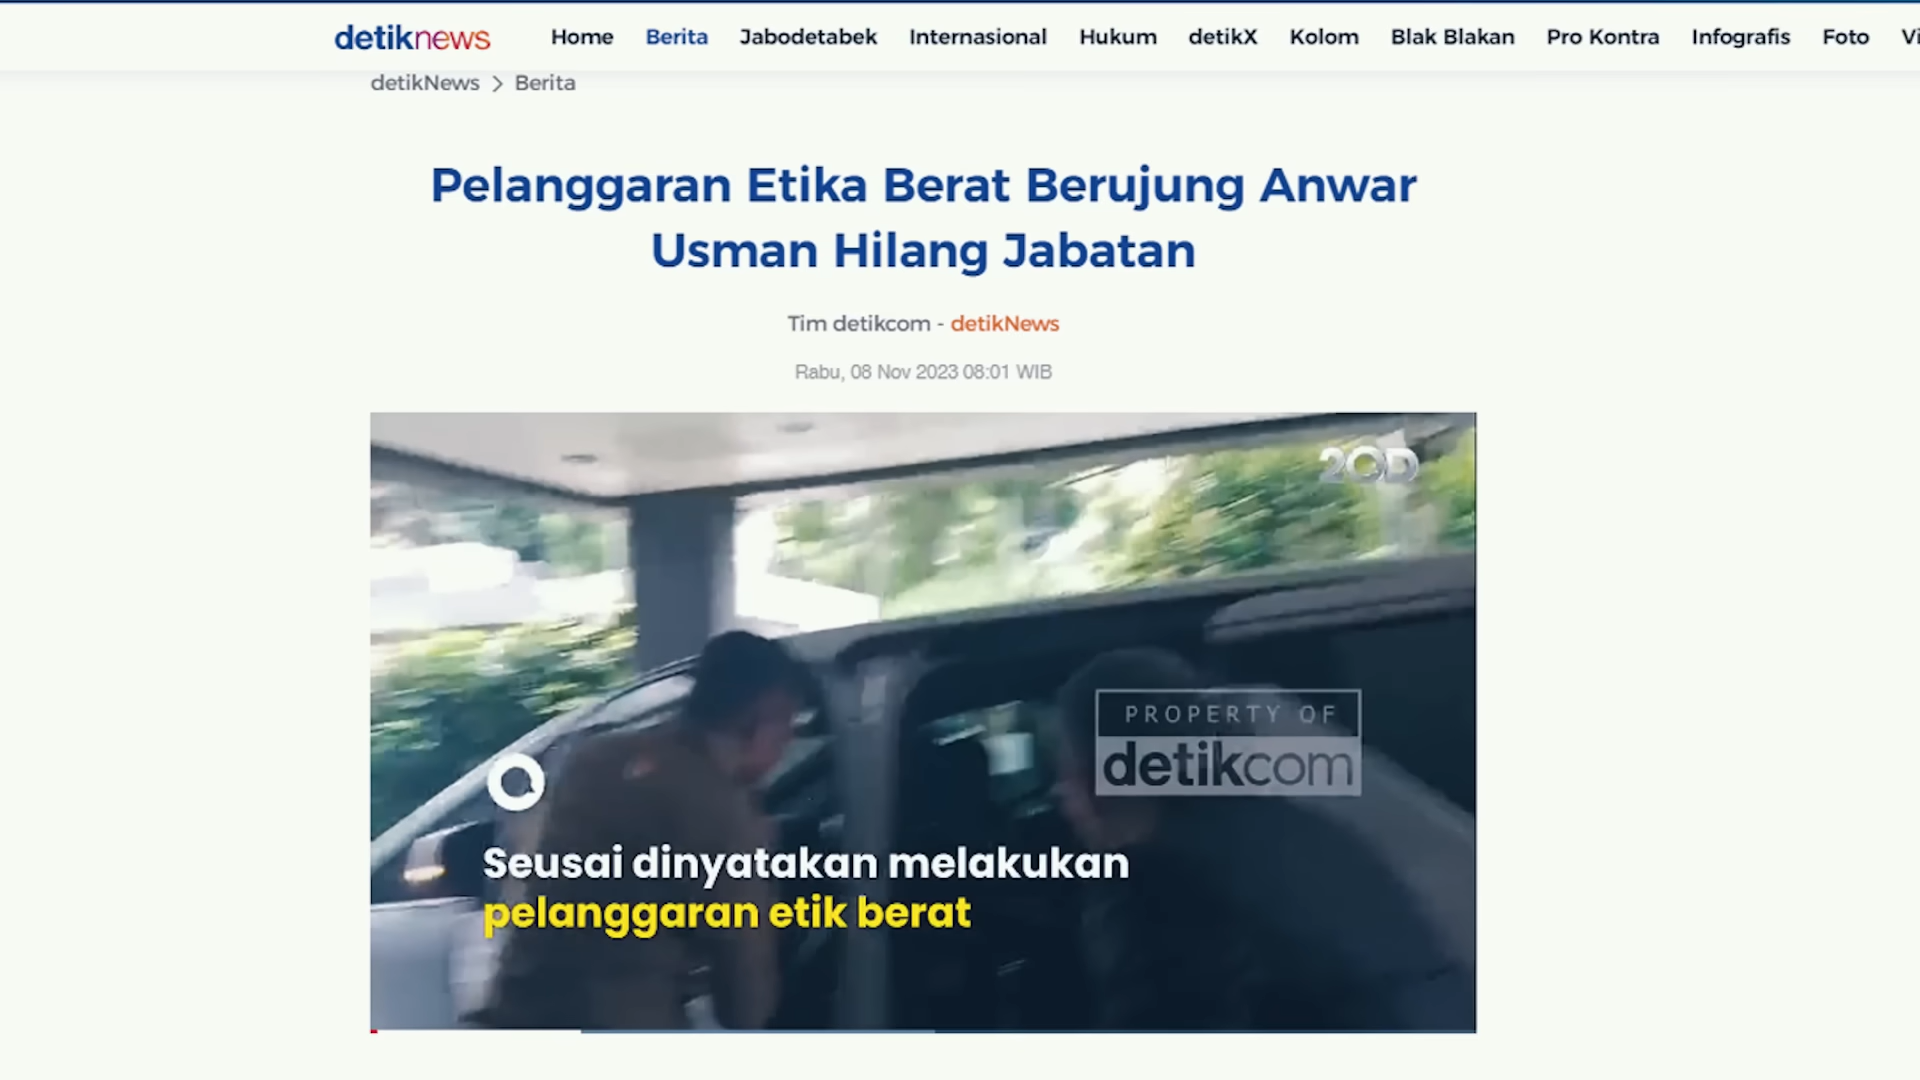 detiknews Home Berita Jabodetabek Internasional Hukum detikX Kolom Blak Blakan Pro Kontra Infografis Foto Vi
detikNews > Berita
Pelanggaran Etika Berat Berujung Anwar
Usman Hilang Jabatan
Tim detikcom - detikNews
Rabu, 08 Nov 2023 08:01 WIB
20D
PROPERTY OF
detikcom
Seusai dinyatakan melakukan
pelanggaran etik berat